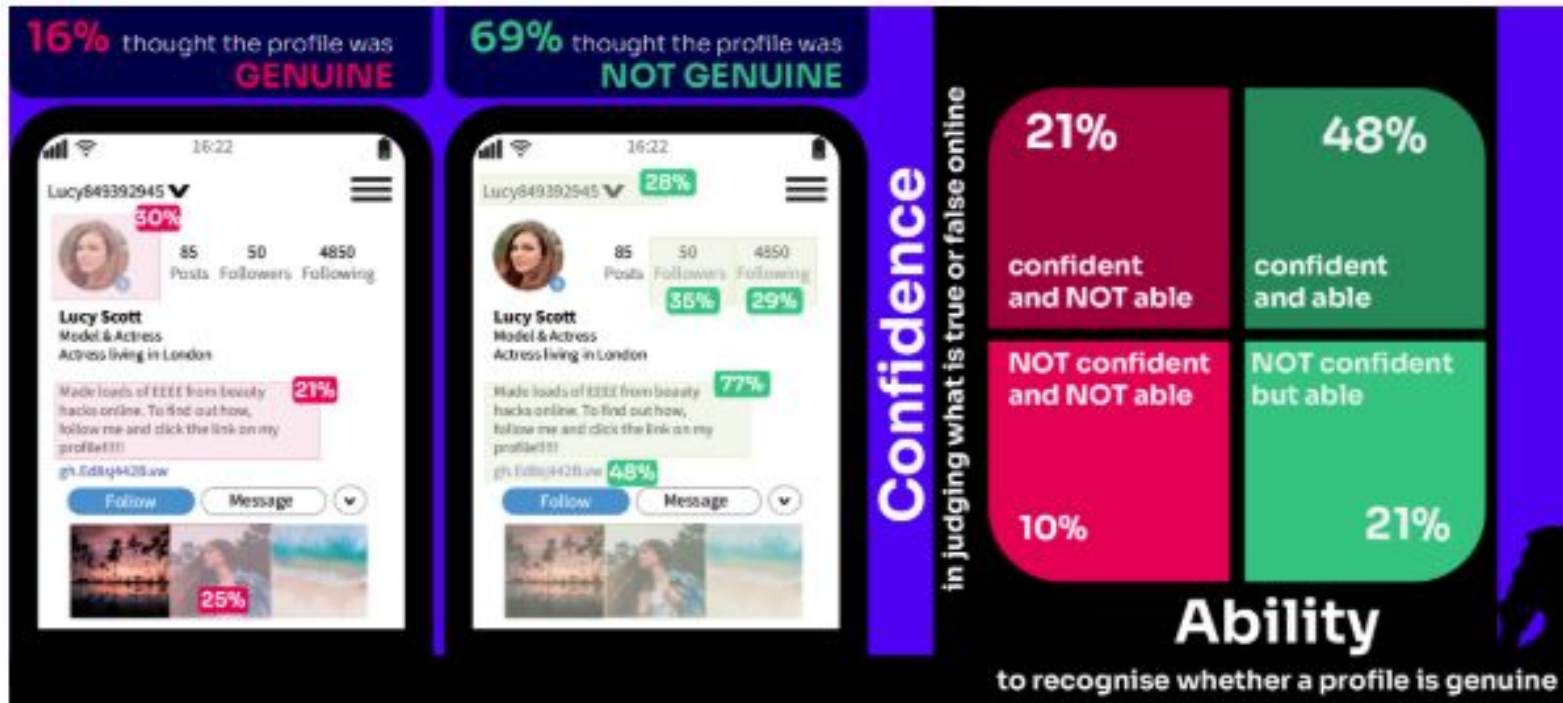 16% thought the profile was
GENUINE
16:22
Lucy849392945
30%
85 50 4850
Posts Followers Following
Lucy Scott
Model & Actress
Actress living in London
Made loads of ££££ from beauty
hacks online. To find out how,
follow me and click the link on my
profile!!!!
21%
Follow
Message
25%
69% thought the profile was
NOT GENUINE
16:22
Lucy849392945
28%
85 50 4850
Posts Followers Following
35% 29%
Lucy Scott
Model & Actress
Actress living in London
Made loads of ££££ from beauty
hacks online. To find out how,
follow me and click the link on my
profile!!!!
77%
48%
Follow
Message
Confidence
in judging what is true or false online
21%
confident
and NOT able
48%
confident
and able
NOT confident
and NOT able
10%
NOT confident
but able
21%
Ability
to recognise whether a profile is genuine